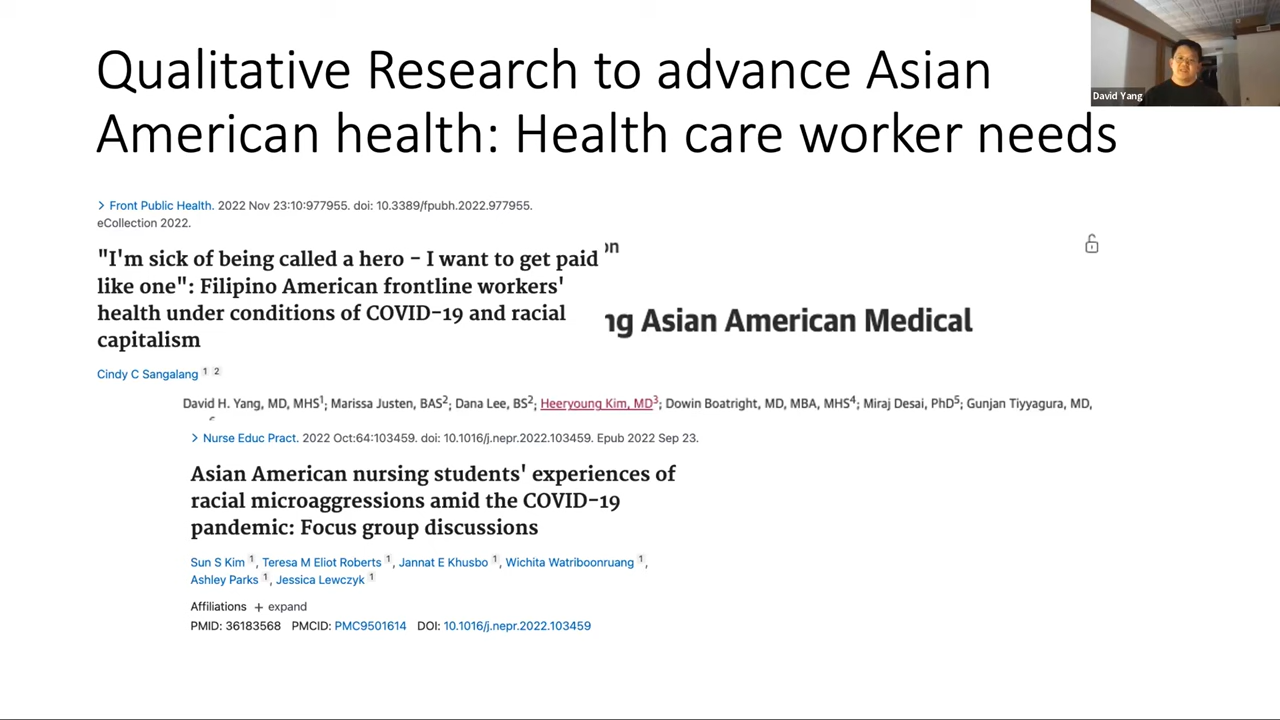 Qualitative Research to advance Asian
American health: Health care worker needs
David Yang
> Front Public Health. 2022 Nov 23:10:977955. doi: 10.3389/fpubh.2022.977955.
eCollection 2022.
"I'm sick of being called a hero - I want to get paid
like one": Filipino American frontline workers'
health under conditions of COVID-19 and racial
capitalism
Cindy C Sangalang 1 2
on
ng Asian American Medical
David H. Yang, MD, MHS1; Marissa Justen, BAS2; Dana Lee, BS2; Heeryoung Kim, MD3; Dowin Boatright, MD, MBA, MHS4; Miraj Desai, PhD5; Gunjan Tiyyagura, MD,
> Nurse Educ Pract. 2022 Oct:64:103459. doi: 10.1016/j.nepr.2022.103459. Epub 2022 Sep 23.
Asian American nursing students' experiences of
racial microaggressions amid the COVID-19
pandemic: Focus group discussions
Sun S Kim 1, Teresa M Eliot Roberts 1, Jannat E Khusbo 1, Wichita Watriboonruang 1,
Ashley Parks 1, Jessica Lewczyk 1
Affiliations + expand
PMID: 36183568 PMCID: PMC9501614 DOI: 10.1016/j.nepr.2022.103459